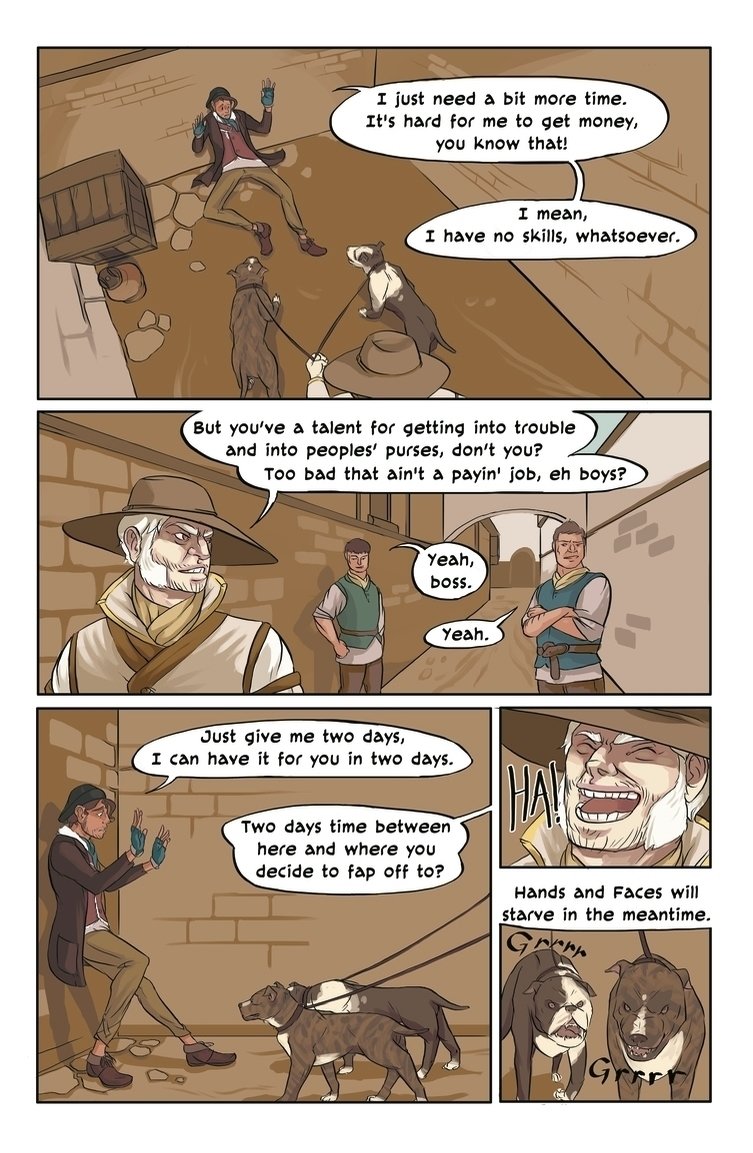 I just need a bit more time.
It's hard for me to get money,
you know that!
I mean,
I have no skills, whatsoever.
But you've a talent for getting into trouble
and into peoples' purses, don't you?
Too bad that ain't a payin' job, eh boys?
Yeah,
boss.
Yeah.
Just give me two days,
I can have it for you in two days.
Two days time between
here and where you
decide to fap off to?
HA!
Hands and Faces will
starve in the meantime.
Grrrr
Grrrr